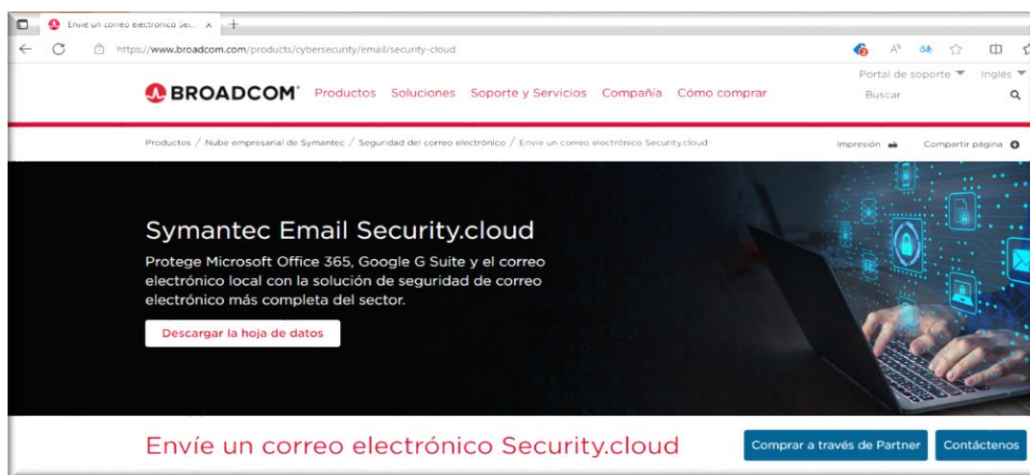 Envíe un correo electrónico Sec...
https://www.broadcom.com/products/cybersecurity/email/security-cloud
Portal de soporte Inglés
BROADCOM Productos Soluciones Soporte y Servicios Compañía Cómo comprar
Buscar
Productos / Nube empresarial de Symantec / Seguridad del correo electrónico / Envíe un correo electrónico Security.cloud
Impresión Compartir página
Symantec Email Security.cloud
Protege Microsoft Office 365, Google G Suite y el correo
electrónico local con la solución de seguridad de correo
electrónico más completa del sector.
Descargar la hoja de datos
Envíe un correo electrónico Security.cloud
Comprar a través de Partner
Contáctenos